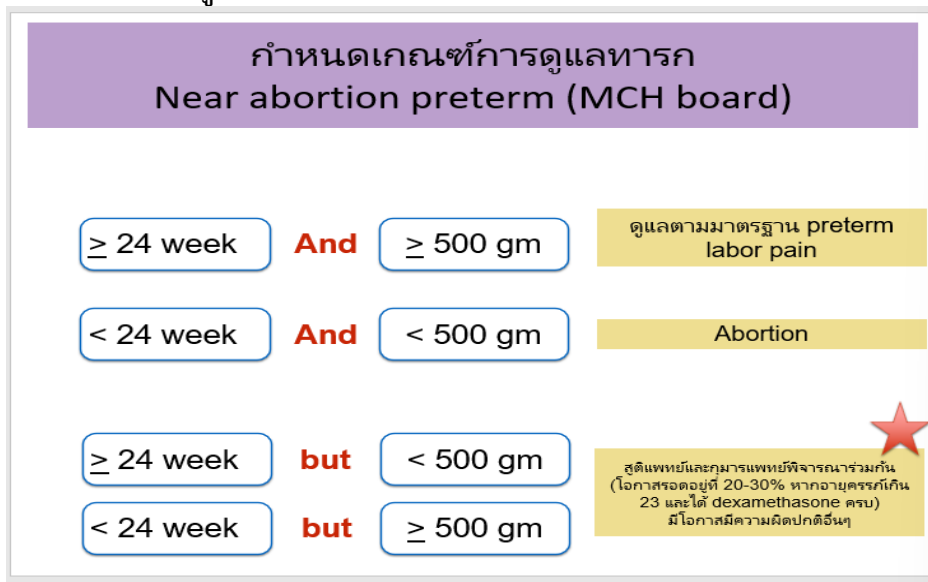 กำหนดเกณฑ์การดูแลทารก
Near abortion preterm (MCH board)
≥ 24 week And ≥ 500 gm ดูแลตามมาตรฐาน preterm
labor pain
< 24 week And < 500 gm Abortion
≥ 24 week but < 500 gm
< 24 week but ≥ 500 gm
สูติแพทย์และกุมารแพทย์พิจารณาร่วมกัน
(โอกาสรอดอยู่ที่ 20-30% หากอายุครรภ์เกิน
23 และได้ dexamethasone ครบ)
มีโอกาสมีความผิดปกติอื่นๆ